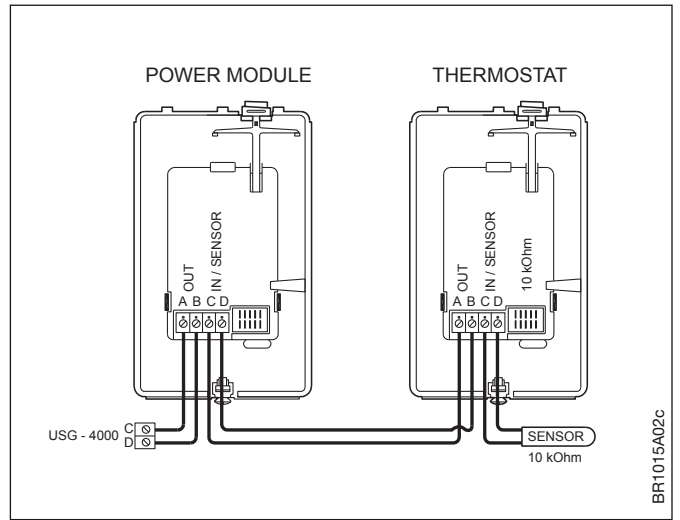 POWER MODULE
THERMOSTAT
OUT
IN / SENSOR
A B C D
OUT
IN / SENSOR
10 kOhm
A B C D
USG - 4000
C
D
SENSOR
10 kOhm
BR1015A02c